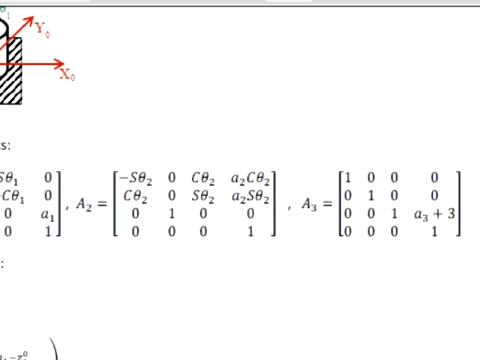 Y₀
X₀
s:
Sθ₁ 0 −Sθ₂ 0 Cθ₂ a₂Cθ₂ 1 0 0 0
Cθ₁ 0 Cθ₂ 0 Sθ₂ a₂Sθ₂ 0 1 0 0
0 a₁ , A₂ = 0 1 0 0 , A₃ = 0 0 1 a₃ + 3
0 1 0 0 0 1 0 0 0 1
: